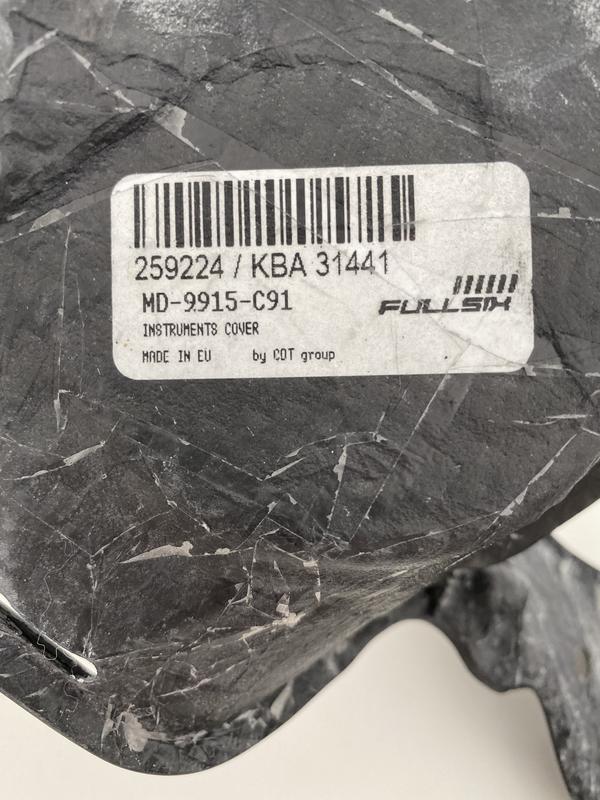 259224 / KBA 31441
MD-9915-C91
FULLSIX
INSTRUMENTS COVER
MADE IN EU by CDT group